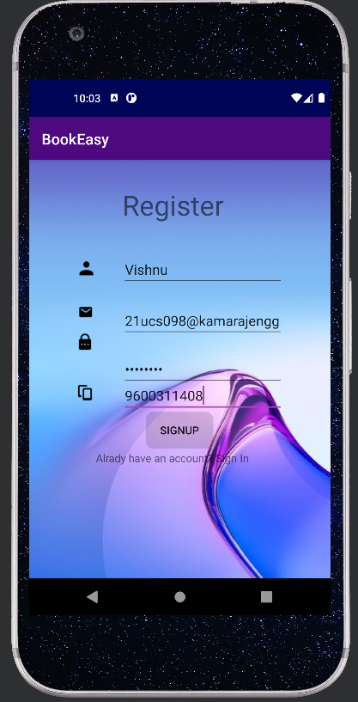 10:03
BookEasy
Register
Vishnu
21ucs098@kamarajengg
••••••••
9600311408
SIGNUP
Alrady have an account? Sign In